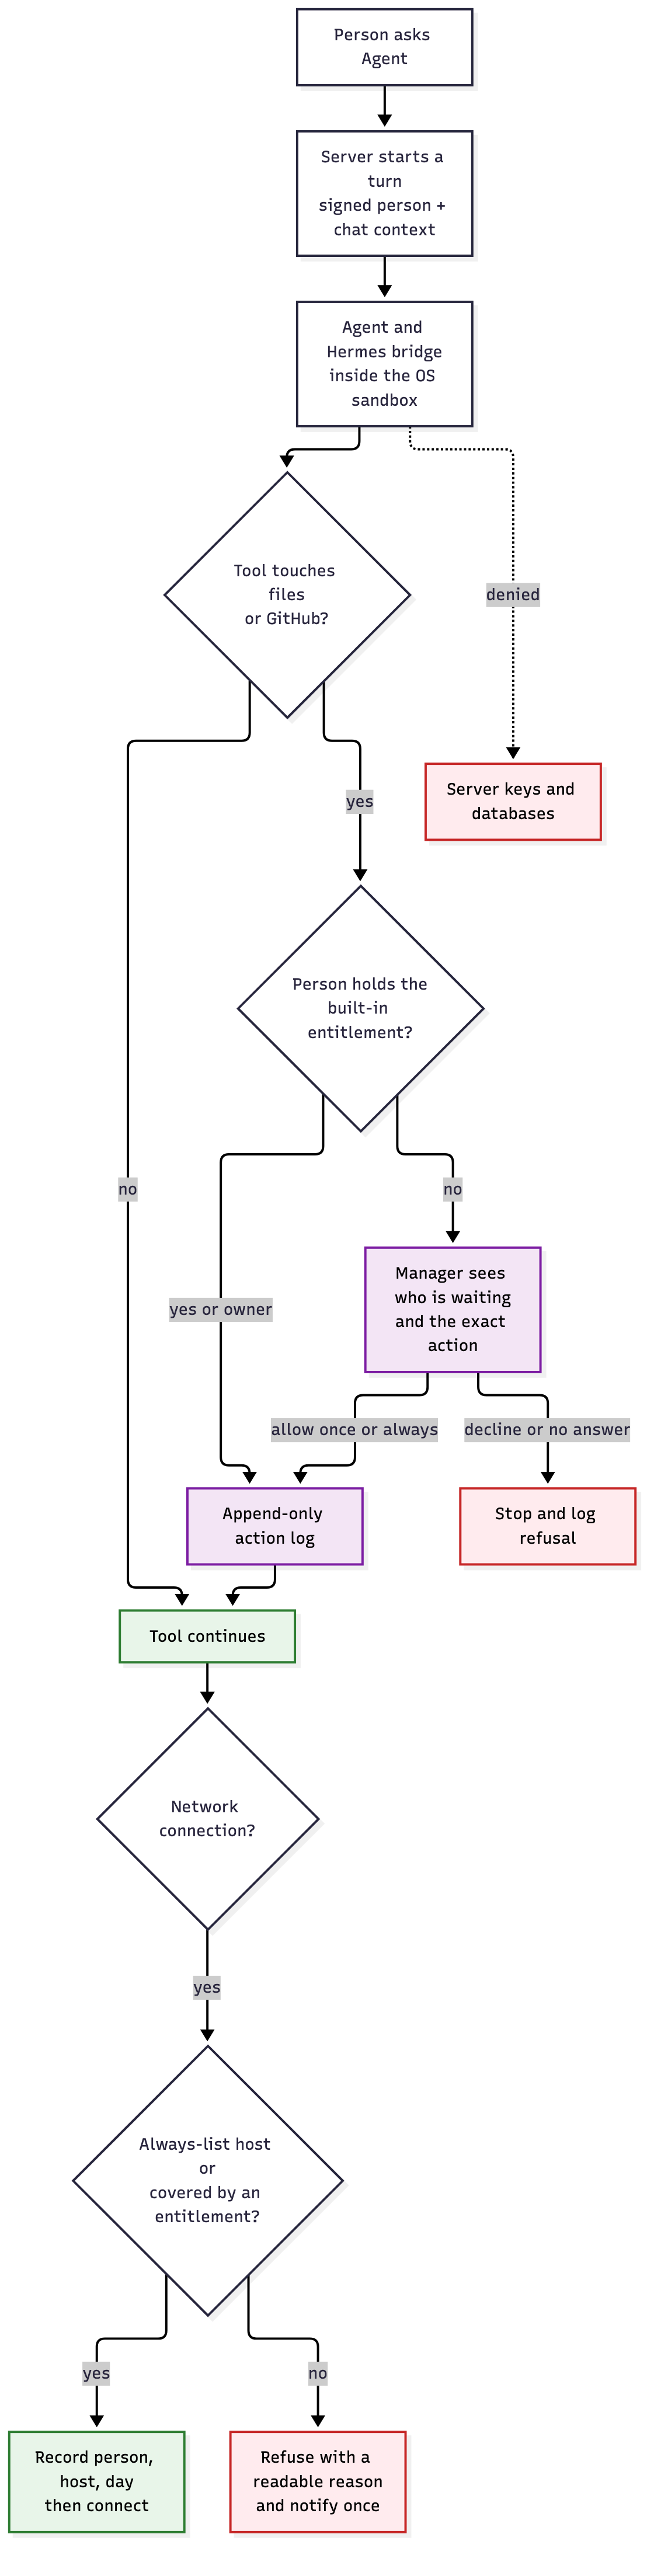 Person asks
Agent
Server starts a
turn
signed person +
chat context
Agent and
Hermes bridge
inside the OS
sandbox
Tool touches
files
or GitHub?
denied
Server keys and
databases
yes
Person holds the
built-in
entitlement?
no
no
Manager sees
who is waiting
and the exact
action
yes or owner
allow once or always
decline or no answer
Append-only
action log
Stop and log
refusal
Tool continues
Network
connection?
yes
Always-list host
or
covered by an
entitlement?
yes
no
Record person,
host, day
then connect
Refuse with a
readable reason
and notify once